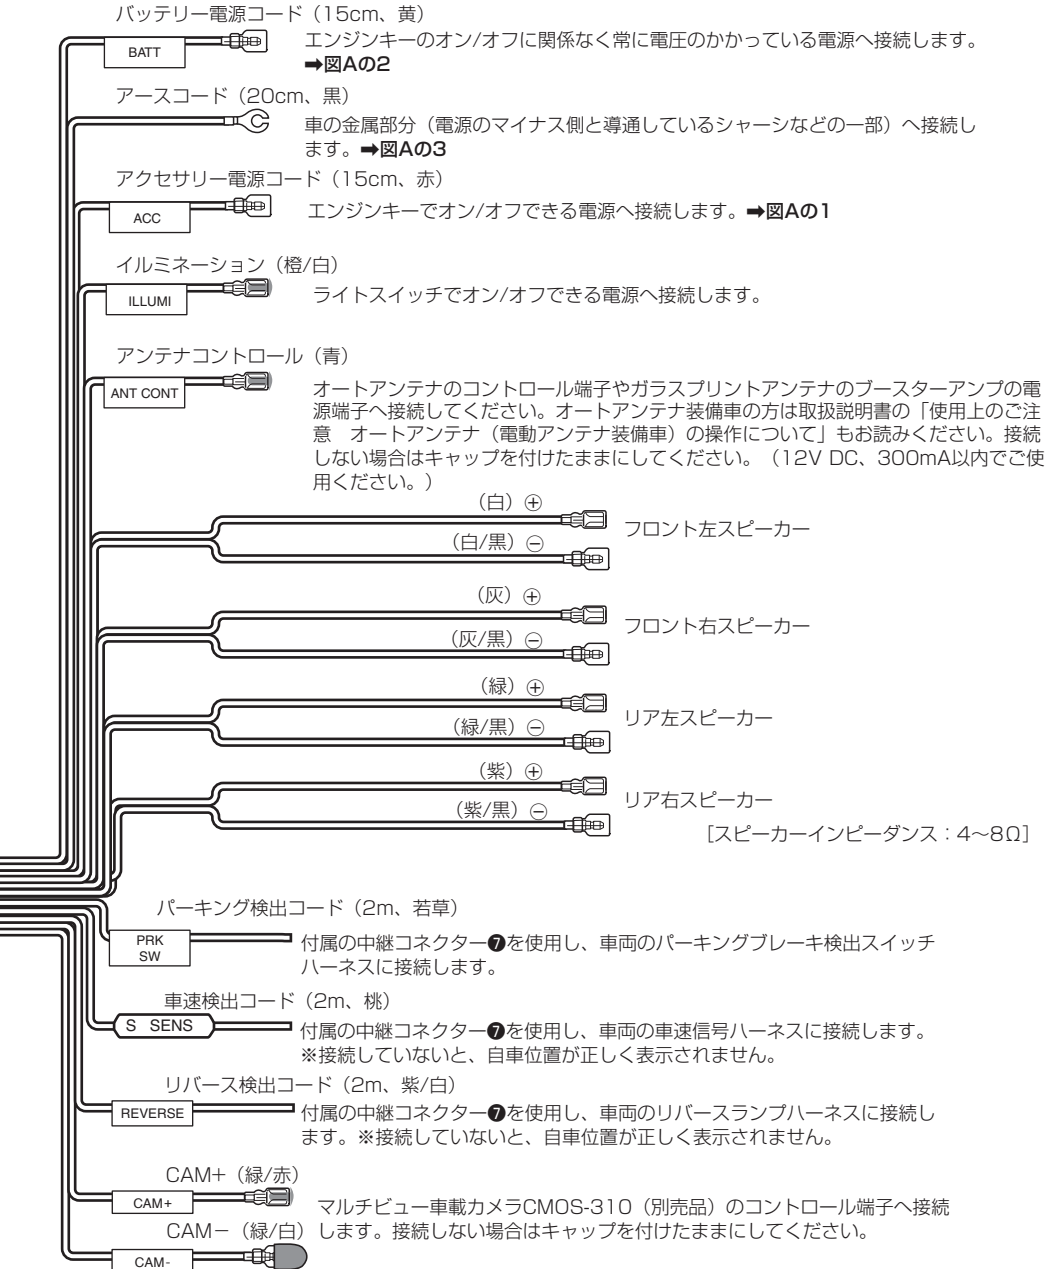 バッテリー電源コード（15cm、黄）
BATT
エンジンキーのオン/オフに関係なく常に電圧のかかっている電源へ接続します。
➡図Aの2
アースコード（20cm、黒）
車の金属部分（電源のマイナス側と導通しているシャーシなどの一部）へ接続し
ます。➡図Aの3
アクセサリー電源コード（15cm、赤）
ACC
エンジンキーでオン/オフできる電源へ接続します。➡図Aの1
イルミネーション（橙/白）
ILLUMI
ライトスイッチでオン/オフできる電源へ接続します。
アンテナコントロール（青）
ANT CONT
オートアンテナのコントロール端子やガラスプリントアンテナのブースターアンプの電
源端子へ接続してください。オートアンテナ装備車の方は取扱説明書の「使用上のご注
意　オートアンテナ（電動アンテナ装備車）の操作について」もお読みください。接続
しない場合はキャップを付けたままにしてください。（12V DC、300mA以内でご使
用ください。）
（白）⊕
フロント左スピーカー
（白/黒）⊖
（灰）⊕
フロント右スピーカー
（灰/黒）⊖
（緑）⊕
リア左スピーカー
（緑/黒）⊖
（紫）⊕
リア右スピーカー
（紫/黒）⊖
［スピーカーインピーダンス：4〜8Ω］
パーキング検出コード（2m、若草）
PRK
SW
付属の中継コネクター❼を使用し、車両のパーキングブレーキ検出スイッチ
ハーネスに接続します。
車速検出コード（2m、桃）
S SENS
付属の中継コネクター❼を使用し、車両の車速信号ハーネスに接続します。
※接続していないと、自車位置が正しく表示されません。
リバース検出コード（2m、紫/白）
REVERSE
付属の中継コネクター❼を使用し、車両のリバースランプハーネスに接続し
ます。※接続していないと、自車位置が正しく表示されません。
CAM＋（緑/赤）
CAM+
マルチビュー車載カメラCMOS-310（別売品）のコントロール端子へ接続
CAM−（緑/白）
します。接続しない場合はキャップを付けたままにしてください。
CAM-